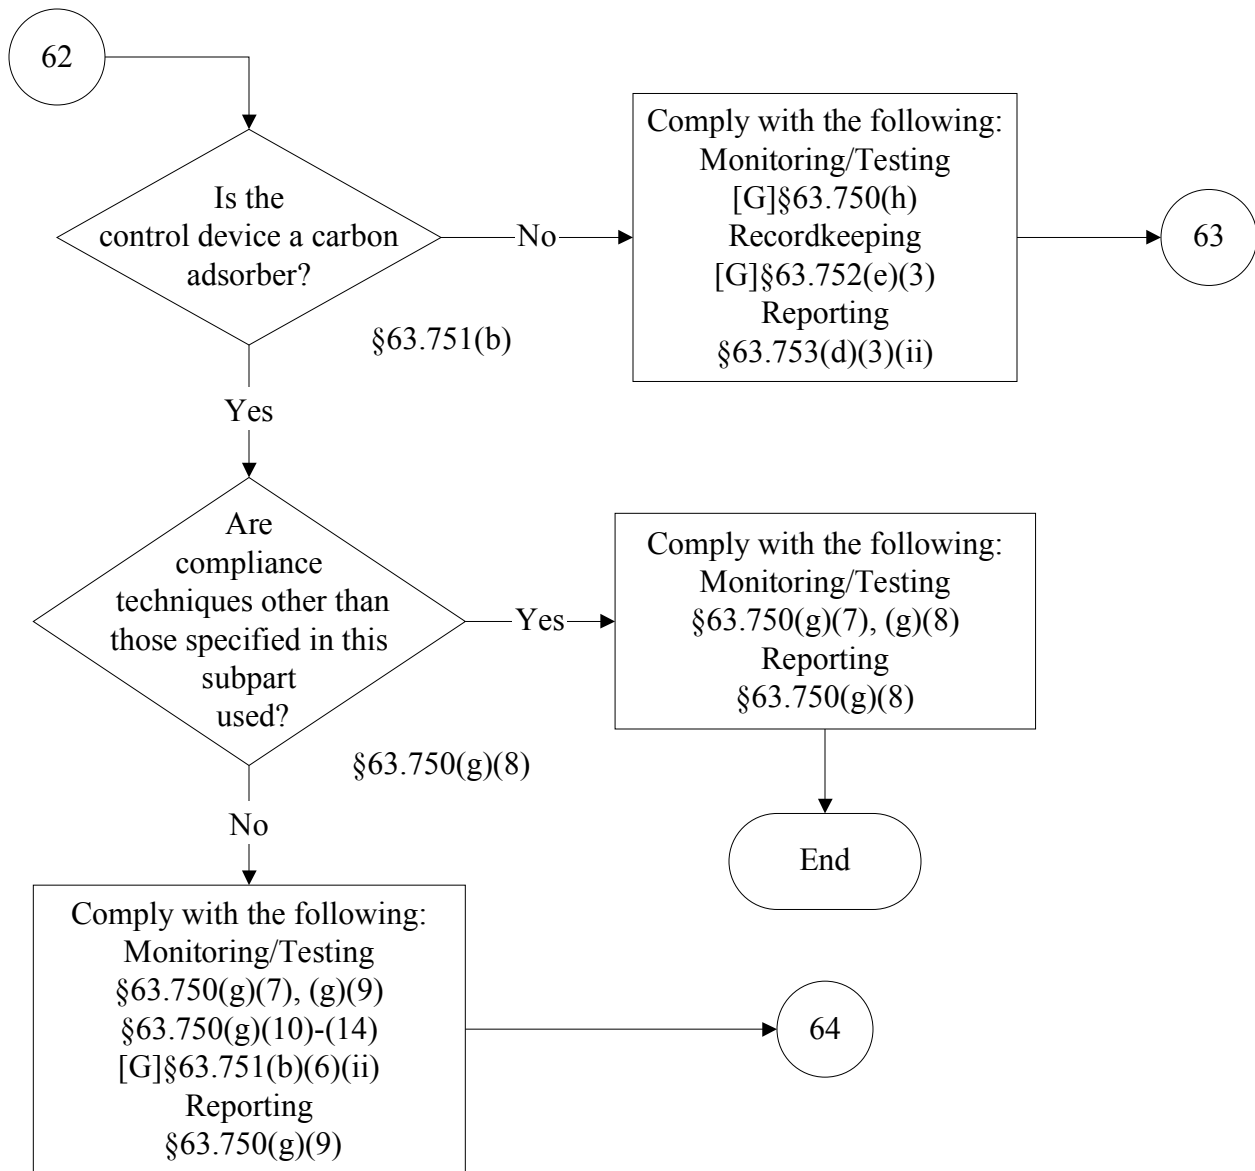 62
Is the
control device a carbon
adsorber?
No
§63.751(b)
Comply with the following:
Monitoring/Testing
[G]§63.750(h)
Recordkeeping
[G]§63.752(e)(3)
Reporting
§63.753(d)(3)(ii)
63
Yes
Are
compliance
techniques other than
those specified in this
subpart
used?
Yes
§63.750(g)(8)
Comply with the following:
Monitoring/Testing
§63.750(g)(7), (g)(8)
Reporting
§63.750(g)(8)
End
No
Comply with the following:
Monitoring/Testing
§63.750(g)(7), (g)(9)
§63.750(g)(10)-(14)
[G]§63.751(b)(6)(ii)
Reporting
§63.750(g)(9)
64